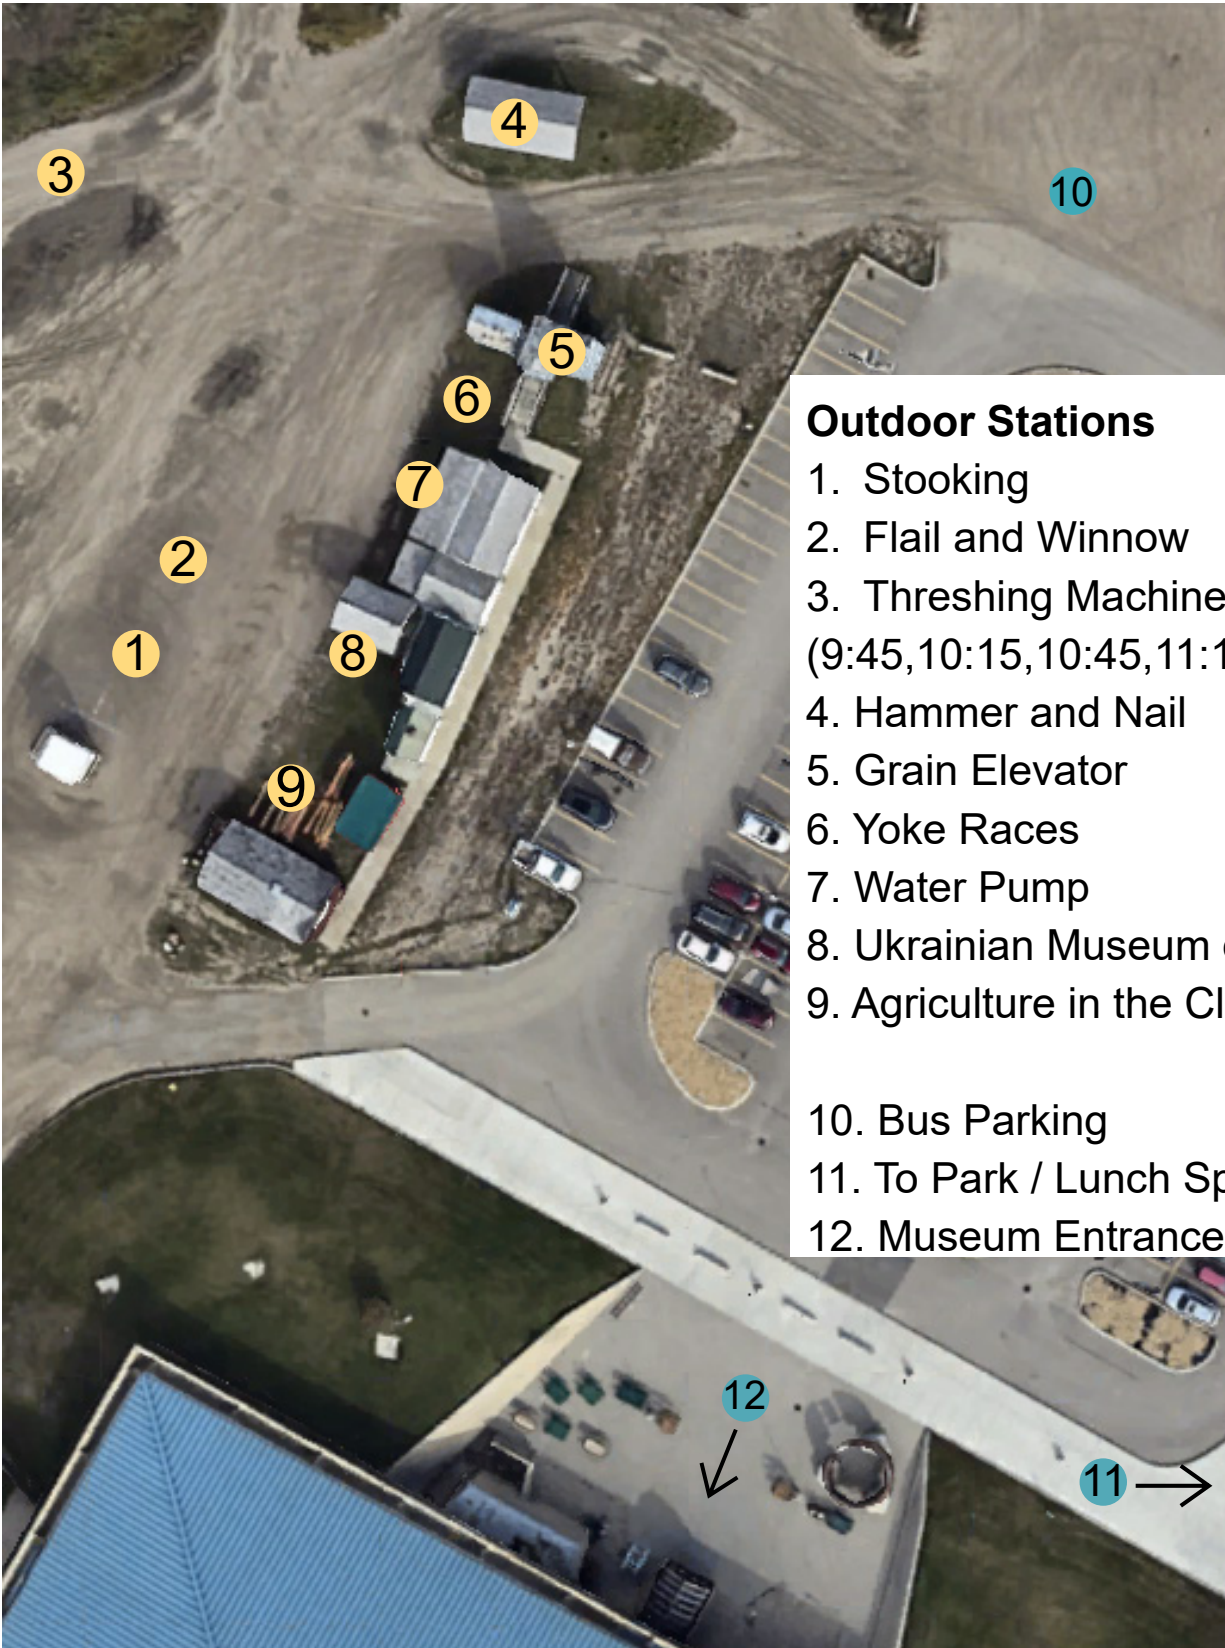 4
3
10
5
6
7
2
1
8
9
12
11
Outdoor Stations
1. Stooking
2. Flail and Winnow
3. Threshing Machine
(9:45,10:15,10:45,11:1
4. Hammer and Nail
5. Grain Elevator
6. Yoke Races
7. Water Pump
8. Ukrainian Museum
9. Agriculture in the Cl
10. Bus Parking
11. To Park / Lunch Sp
12. Museum Entrance